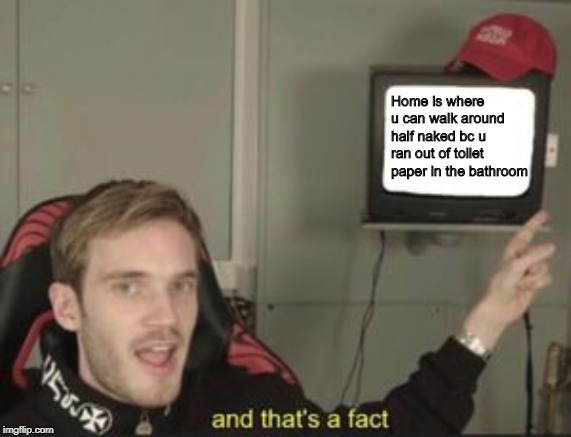 Home is where
u can walk around
half naked bc u
ran out of toilet
paper in the bathroom
and that's a fact
imgflip.com